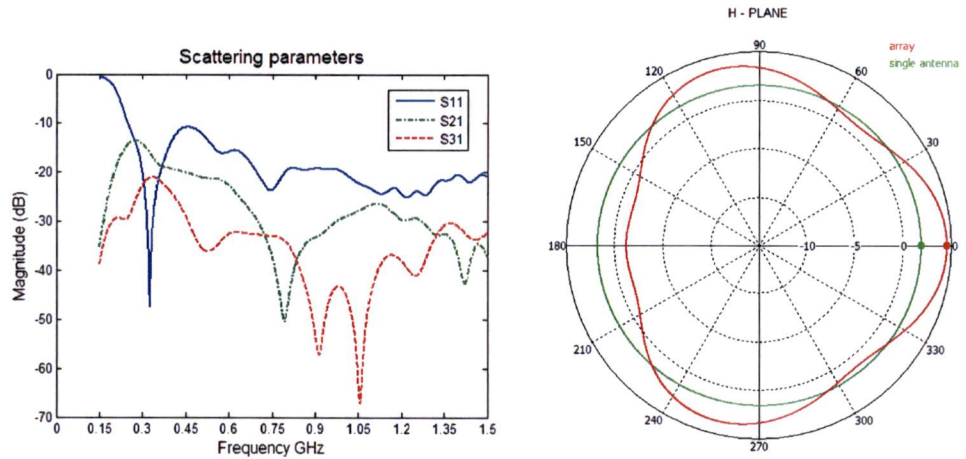 Scattering parameters
0
-10
-20
-30
-40
-50
-60
-70
Magnitude (dB)
S11
S21
S31
0 0.15 0.3 0.45 0.6 0.75 0.9 1.05 1.2 1.35 1.5
Frequency GHz
H - PLANE
array
single antenna
90
120 60
150 30
180 -10 -5 0 0
210 330
240 300
270